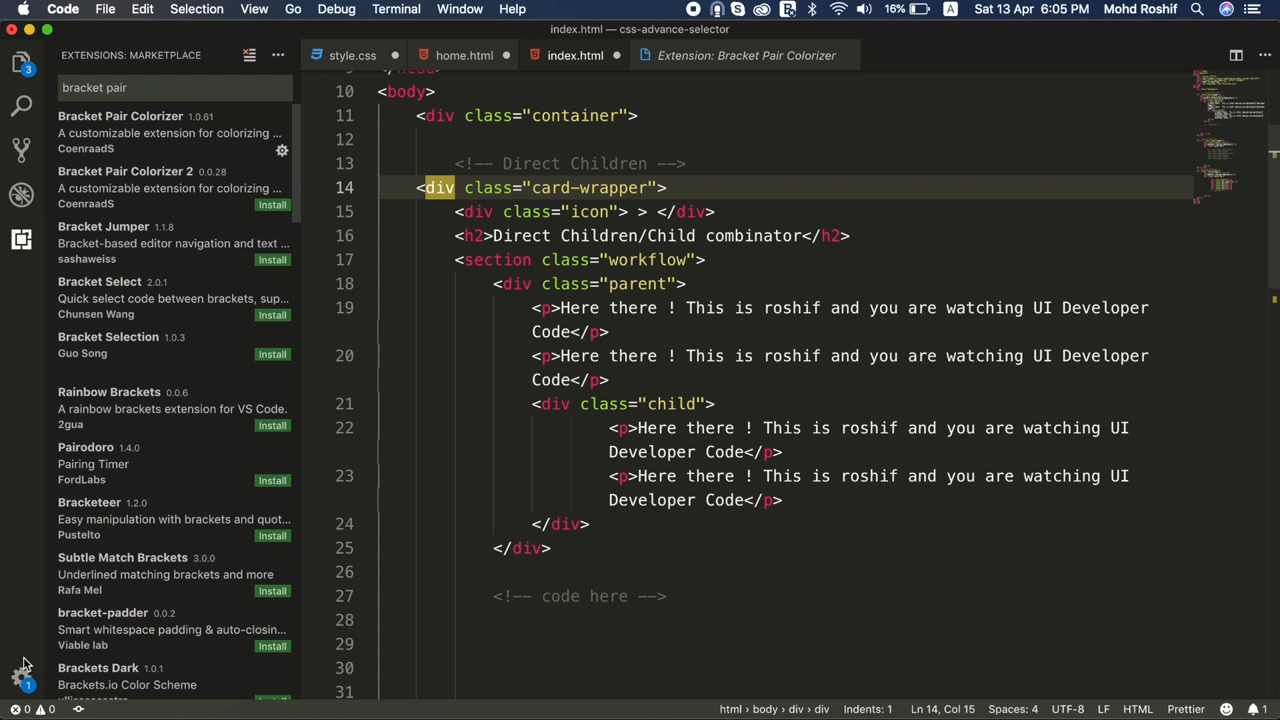 Code File Edit Selection View Go Debug Terminal Window Help 16% A Sat 13 Apr 6:05 PM Mohd Roshif
index.html — css-advance-selector
EXTENSIONS: MARKETPLACE
style.css home.html index.html Extension: Bracket Pair Colorizer
3
bracket pair
Bracket Pair Colorizer 1.0.61
A customizable extension for colorizing ...
CoenraadS
Bracket Pair Colorizer 2 0.0.28
A customizable extension for colorizing ...
CoenraadS Install
Bracket Jumper 1.1.8
Bracket-based editor navigation and text ...
sashaweiss Install
Bracket Select 2.0.1
Quick select code between brackets, sup...
Chunsen Wang Install
Bracket Selection 1.0.3
Guo Song Install
Rainbow Brackets 0.0.6
A rainbow brackets extension for VS Code.
2gua Install
Pairodoro 1.4.0
Pairing Timer
FordLabs Install
Bracketeer 1.2.0
Easy manipulation with brackets and quot...
Pustelto Install
Subtle Match Brackets 3.0.0
Underlined matching brackets and more
Rafa Mel Install
bracket-padder 0.0.2
Smart whitespace padding & auto-closin...
Viable lab Install
Brackets Dark 1.0.1
Brackets.io Color Scheme
1
10 <body>
11 <div class="container">
12
13 <!-- Direct Children -->
14 <div class="card-wrapper">
15 <div class="icon"> > </div>
16 <h2>Direct Children/Child combinator</h2>
17 <section class="workflow">
18 <div class="parent">
19 <p>Here there ! This is roshif and you are watching UI Developer
Code</p>
20 <p>Here there ! This is roshif and you are watching UI Developer
Code</p>
21 <div class="child">
22 <p>Here there ! This is roshif and you are watching UI
Developer Code</p>
23 <p>Here there ! This is roshif and you are watching UI
Developer Code</p>
24 </div>
25 </div>
26
27 <!-- code here -->
28
29
30
31
0 0 html › body › div › div Indents: 1 Ln 14, Col 15 Spaces: 4 UTF-8 LF HTML Prettier 1